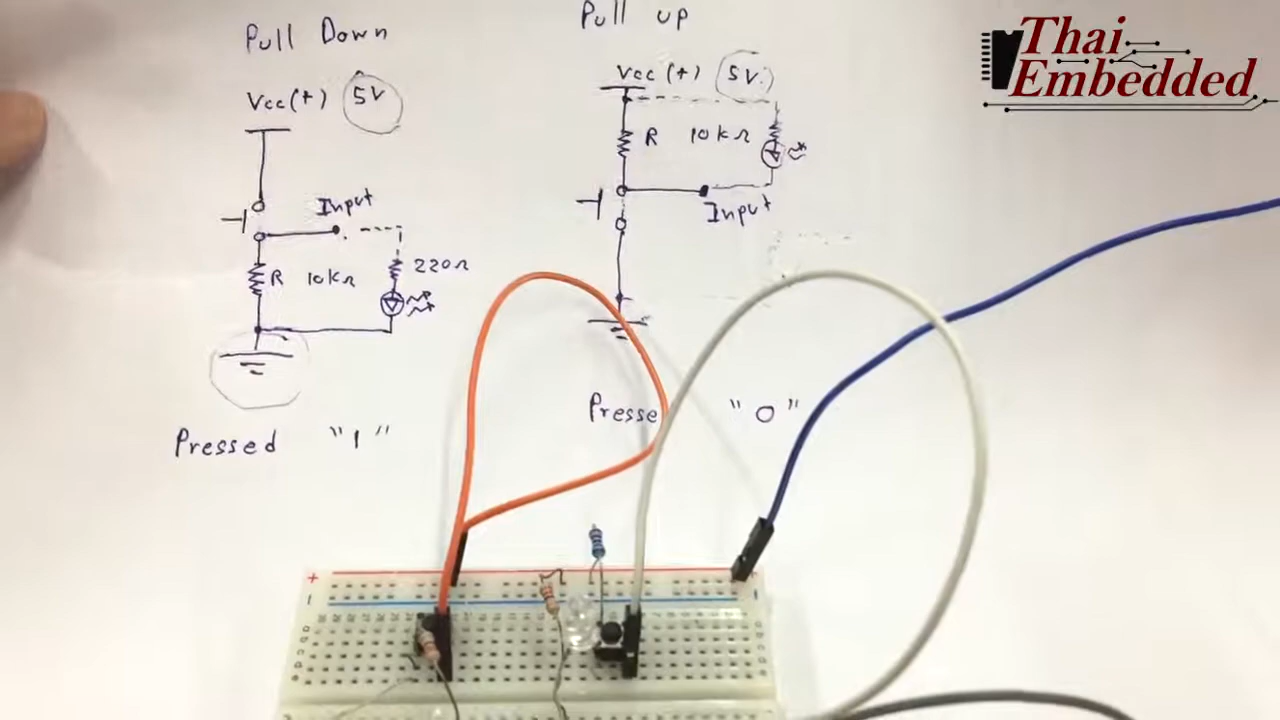 Pull Down
Vcc(+) 5V
Input
R 10kΩ
220Ω
Pressed "1"
Pull up
Vcc(+) 5V
R 10kΩ
Input
Presse "0"
Thai
Embedded
+